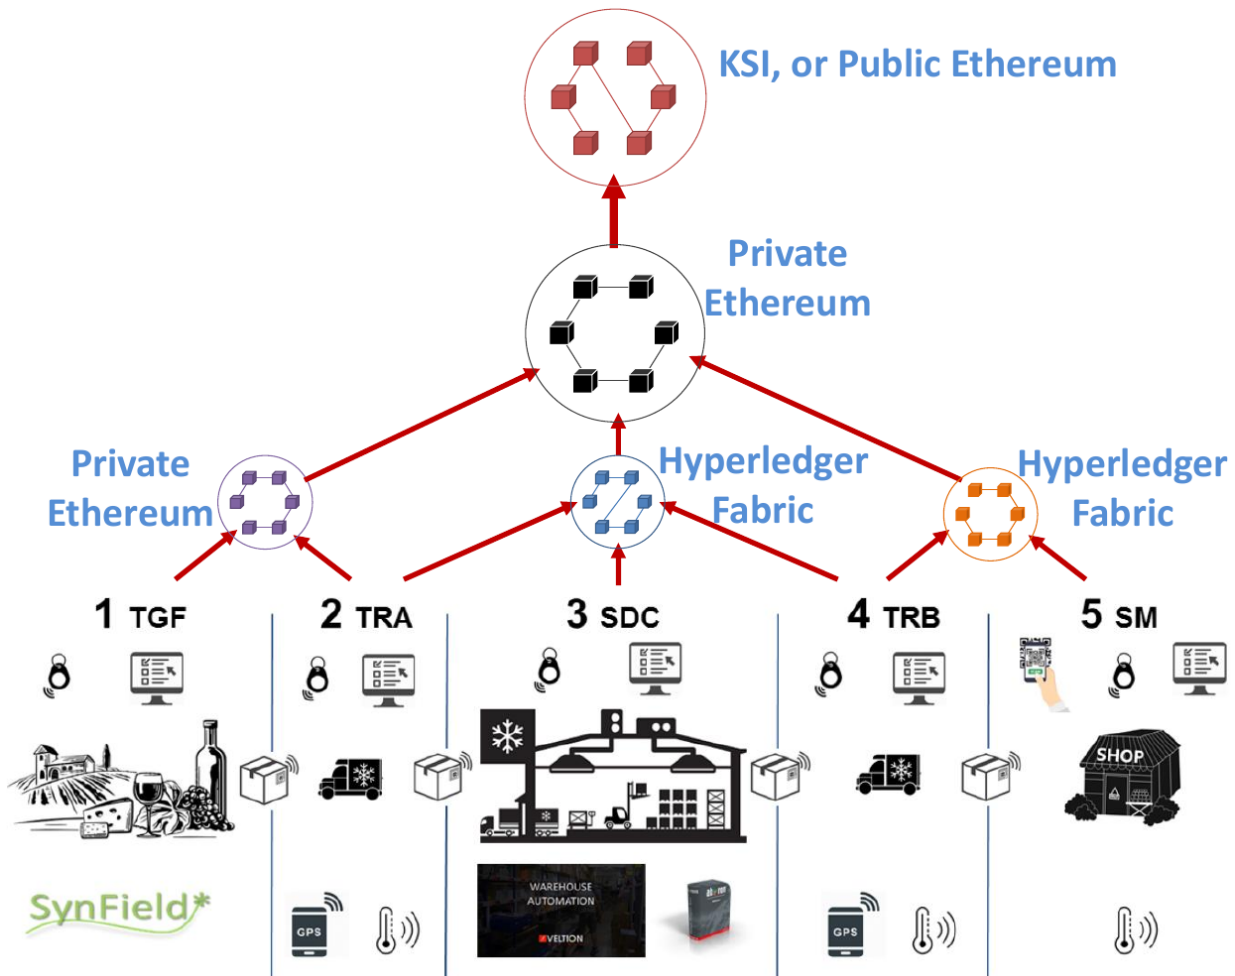 KSI, or Public Ethereum
Private
Ethereum
Private
Ethereum
Hyperledger
Fabric
Hyperledger
Fabric
1 TGF
2 TRA
3 SDC
4 TRB
5 SM
SHOP
SynField*
GPS
WAREHOUSE
AUTOMATION
VELTION
GPS